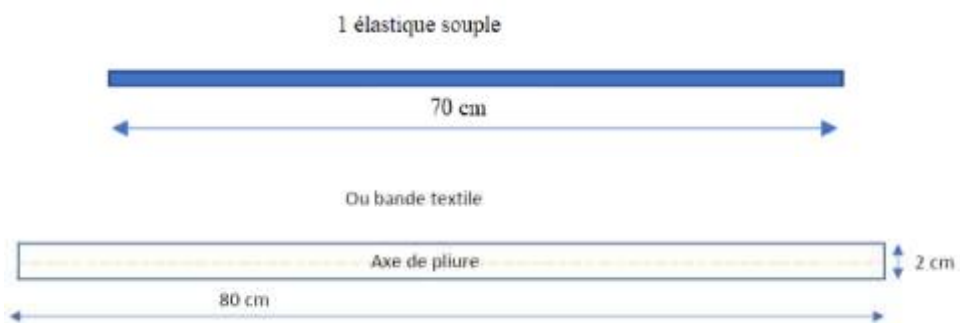 1 élastique souple
70 cm
Ou bande textile
Axe de pliure
2 cm
80 cm